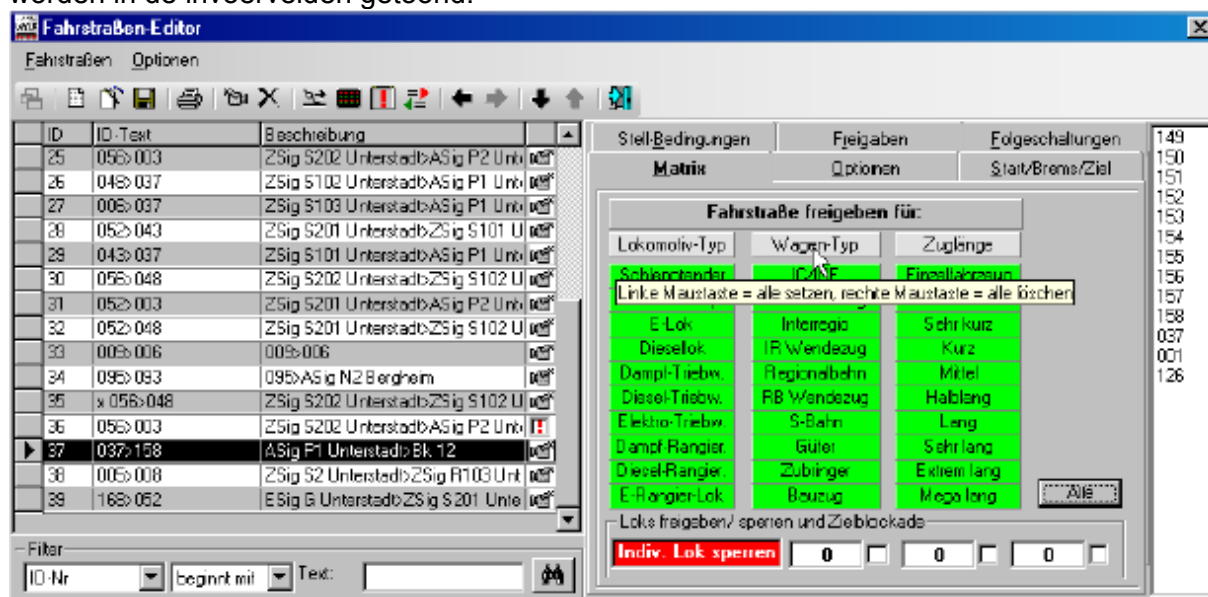 worden in de invoervelden getoond.
Fahrstraßen-Editor
Fahrstraßen Optionen
ID ID-Text Beschreibung
25 056>003 ZSig S202 Unterstadt>ASig P2 Unt
26 048>037 ZSig S102 Unterstadt>ASig P1 Unt
27 006>037 ZSig S103 Unterstadt>ASig P1 Unt
28 052>043 ZSig S201 Unterstadt>ZSig S101 U
29 043>037 ZSig S101 Unterstadt>ASig P1 Unt
30 056>048 ZSig S202 Unterstadt>ZSig S102 U
31 052>003 ZSig S201 Unterstadt>ASig P2 Unt
32 052>048 ZSig S201 Unterstadt>ZSig S102 U
33 009>006 009>006
34 095>093 095>ASig N2 Bergheim
35 x 056>048 ZSig S202 Unterstadt>ZSig S102 U
36 056>003 ZSig S202 Unterstadt>ASig P2 Unt
37 037>158 ASig P1 Unterstadt>Bk 12
38 005>008 ZSig S2 Unterstadt>ZSig R103 Unt
39 168>052 ESig G Unterstadt>ZSig S201 Unte
Filter
ID-Nr beginnt mit Text:
Stell-Bedingungen Freigaben Folgeschaltungen
Matrix Optionen Start/Brems/Ziel
Fahrstraße freigeben für:
Lokomotiv-Typ Wagen-Typ Zuglänge
Schlepptender Einzelfahrzeug
Linke Maustaste = alle setzen, rechte Maustaste = alle löschen
E-Lok Interregio Sehr kurz
Diesellok IR Wendezug Kurz
Dampf-Triebw. Regionalbahn Mittel
Diesel-Triebw. RB Wendezug Halblang
Elektro-Triebw. S-Bahn Lang
Dampf-Rangier. Güter Sehr lang
Diesel-Rangier. Zubringer Extrem lang
E-Rangier-Lok Bauzug Mega lang
Alle
Loks freigeben/ sperren und Zielblockade
Indiv. Lok sperren 0 0 0
149
150
151
152
153
154
155
156
157
158
037
001
126